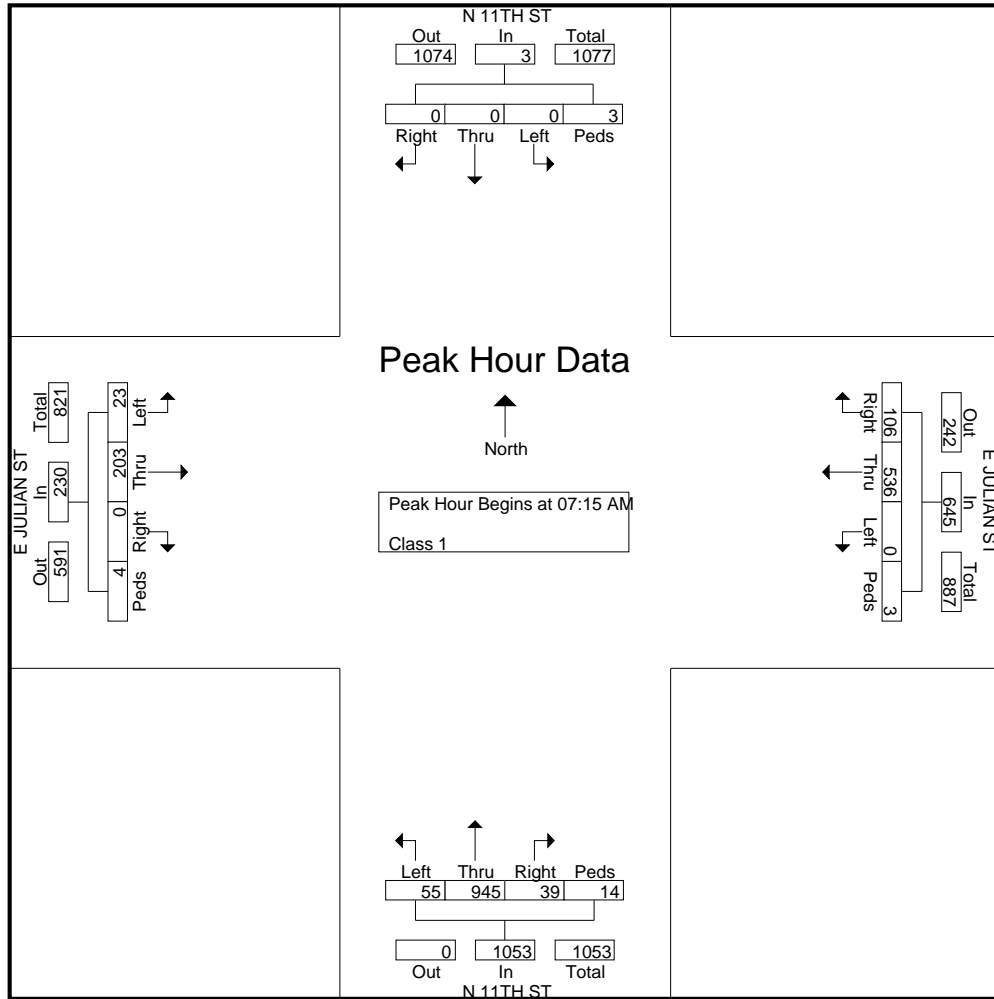 N 11TH ST
Out In Total
1074 3 1077
0 0 0 3
Right Thru Left Peds
Peak Hour Data
North
Peak Hour Begins at 07:15 AM
Class 1
E JULIAN ST
Total In Out
821 230 591
23 203 0 4
Left Thru Right Peds
Right Thru Left Peds
106 536 0 3
Out In Total
242 645 887
E JULIAN ST
Left Thru Right Peds
55 945 39 14
0 1053 1053
Out In Total
N 11TH ST